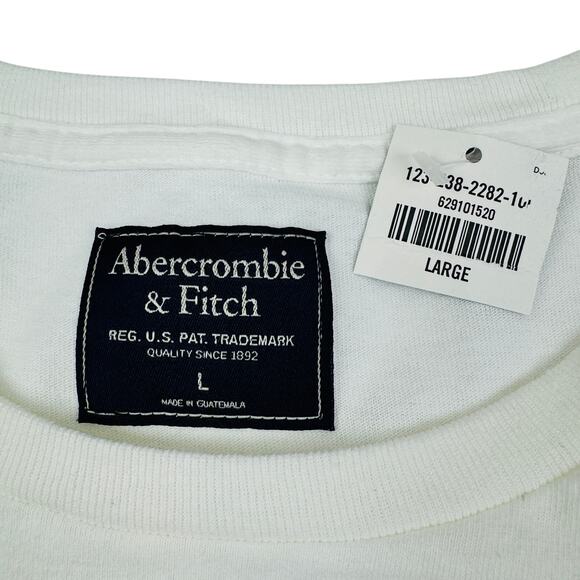 Abercrombie
& Fitch
REG. U.S. PAT. TRADEMARK
QUALITY SINCE 1892
L
MADE IN GUATEMALA
629101520
LARGE